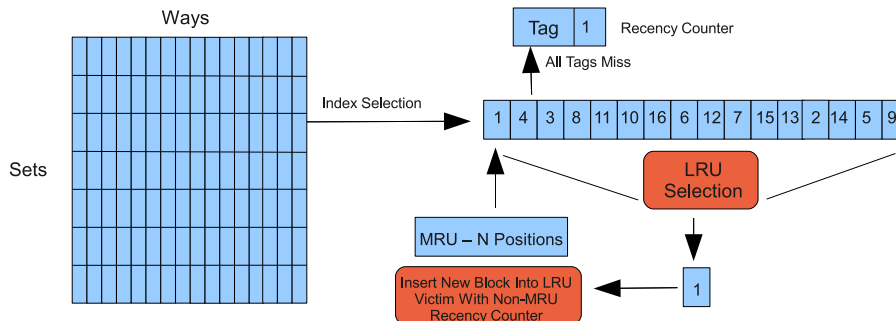 Ways
Tag 1 Recency Counter
All Tags Miss
Index Selection
1 4 3 8 11 10 16 6 12 7 15 13 2 14 5 9
Sets
LRU
Selection
MRU – N Positions
Insert New Block Into LRU
Victim With Non-MRU
Recency Counter
1